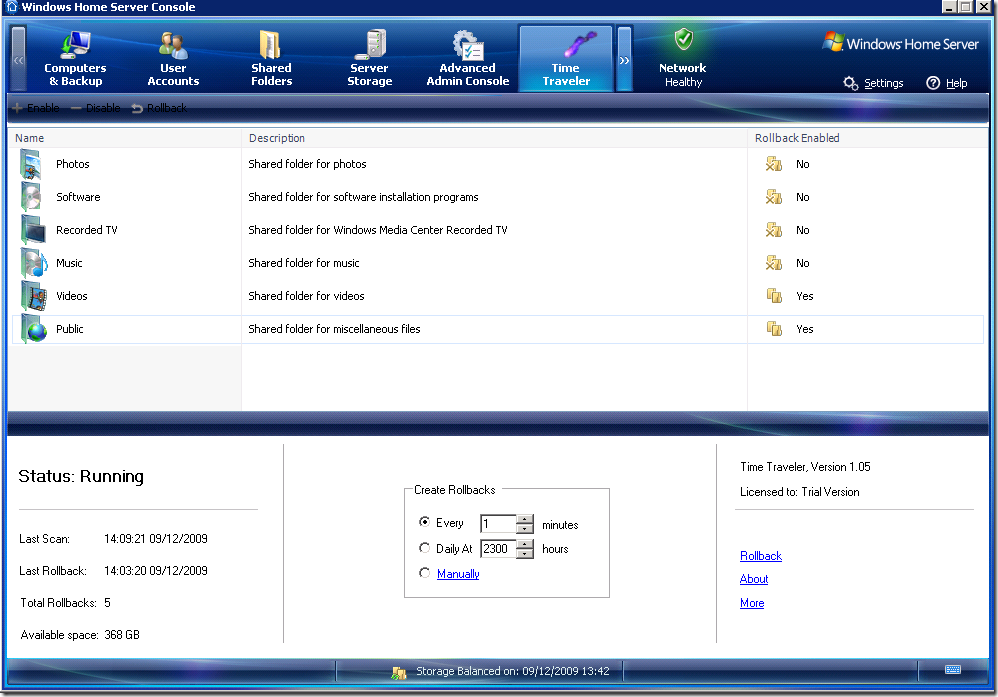 Windows Home Server Console
Computers & Backup
User Accounts
Shared Folders
Server Storage
Advanced Admin Console
Time Traveler
Network
Healthy
Windows Home Server
Settings
Help
Enable Disable Rollback
Name Description Rollback Enabled
Photos Shared folder for photos No
Software Shared folder for software installation programs No
Recorded TV Shared folder for Windows Media Center Recorded TV No
Music Shared folder for music No
Videos Shared folder for videos Yes
Public Shared folder for miscellaneous files Yes
Status: Running
Last Scan: 14:09:21 09/12/2009
Last Rollback: 14:03:20 09/12/2009
Total Rollbacks: 5
Available space: 368 GB
Create Rollbacks
Every 1 minutes
Daily At 2300 hours
Manually
Time Traveler, Version 1.05
Licensed to: Trial Version
Rollback
About
More
Storage Balanced on: 09/12/2009 13:42